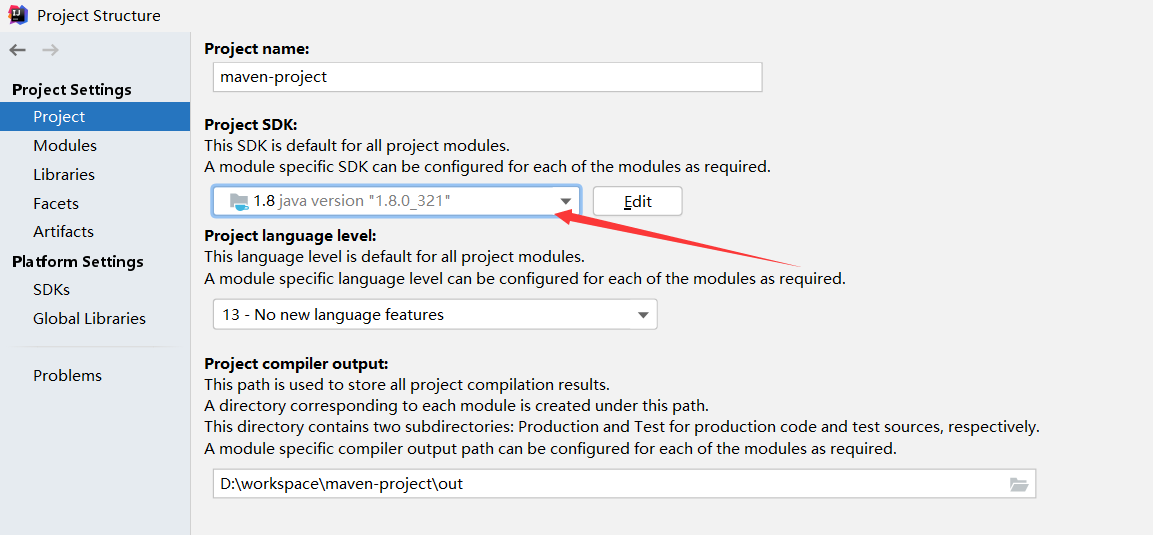 Project Structure
Project Settings
Project
Modules
Libraries
Facets
Artifacts
Platform Settings
SDKs
Global Libraries
Problems
Project name:
maven-project
Project SDK:
This SDK is default for all project modules.
A module specific SDK can be configured for each of the modules as required.
1.8 java version "1.8.0_321"
Edit
Project language level:
This language level is default for all project modules.
A module specific language level can be configured for each of the modules as required.
13 - No new language features
Project compiler output:
This path is used to store all project compilation results.
A directory corresponding to each module is created under this path.
This directory contains two subdirectories: Production and Test for production code and test sources, respectively.
A module specific compiler output path can be configured for each of the modules as required.
D:\workspace\maven-project\out